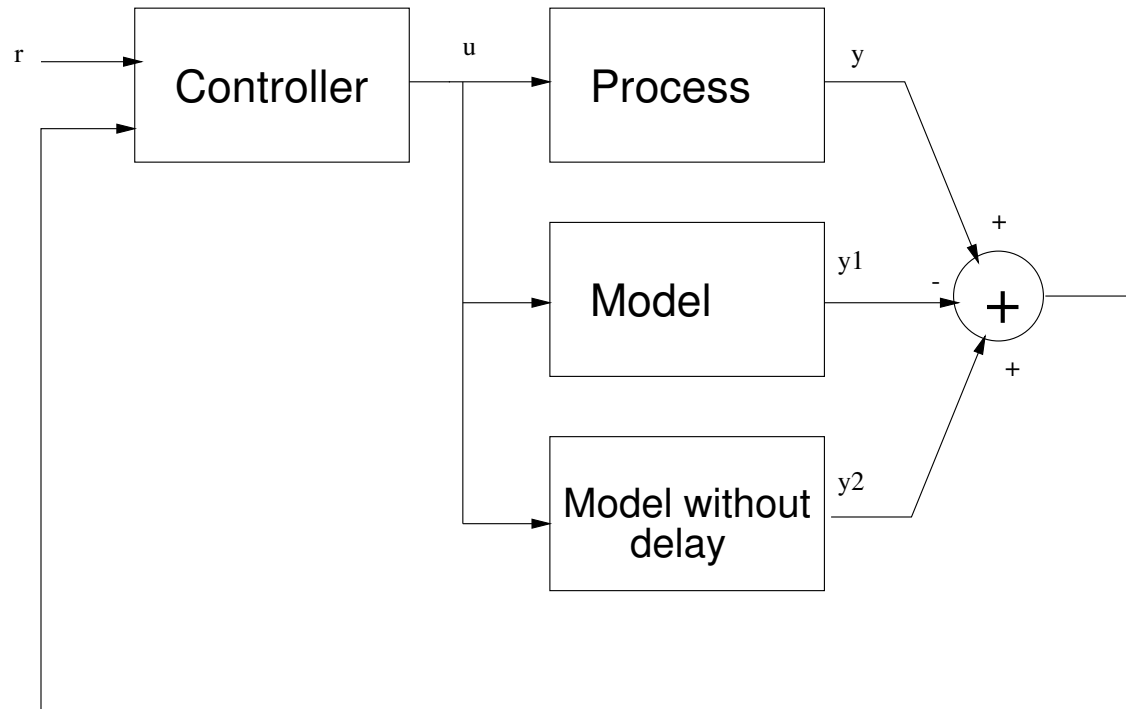 r
Controller
u
Process
y
+
Model
y1
-
+
+
Model without
delay
y2